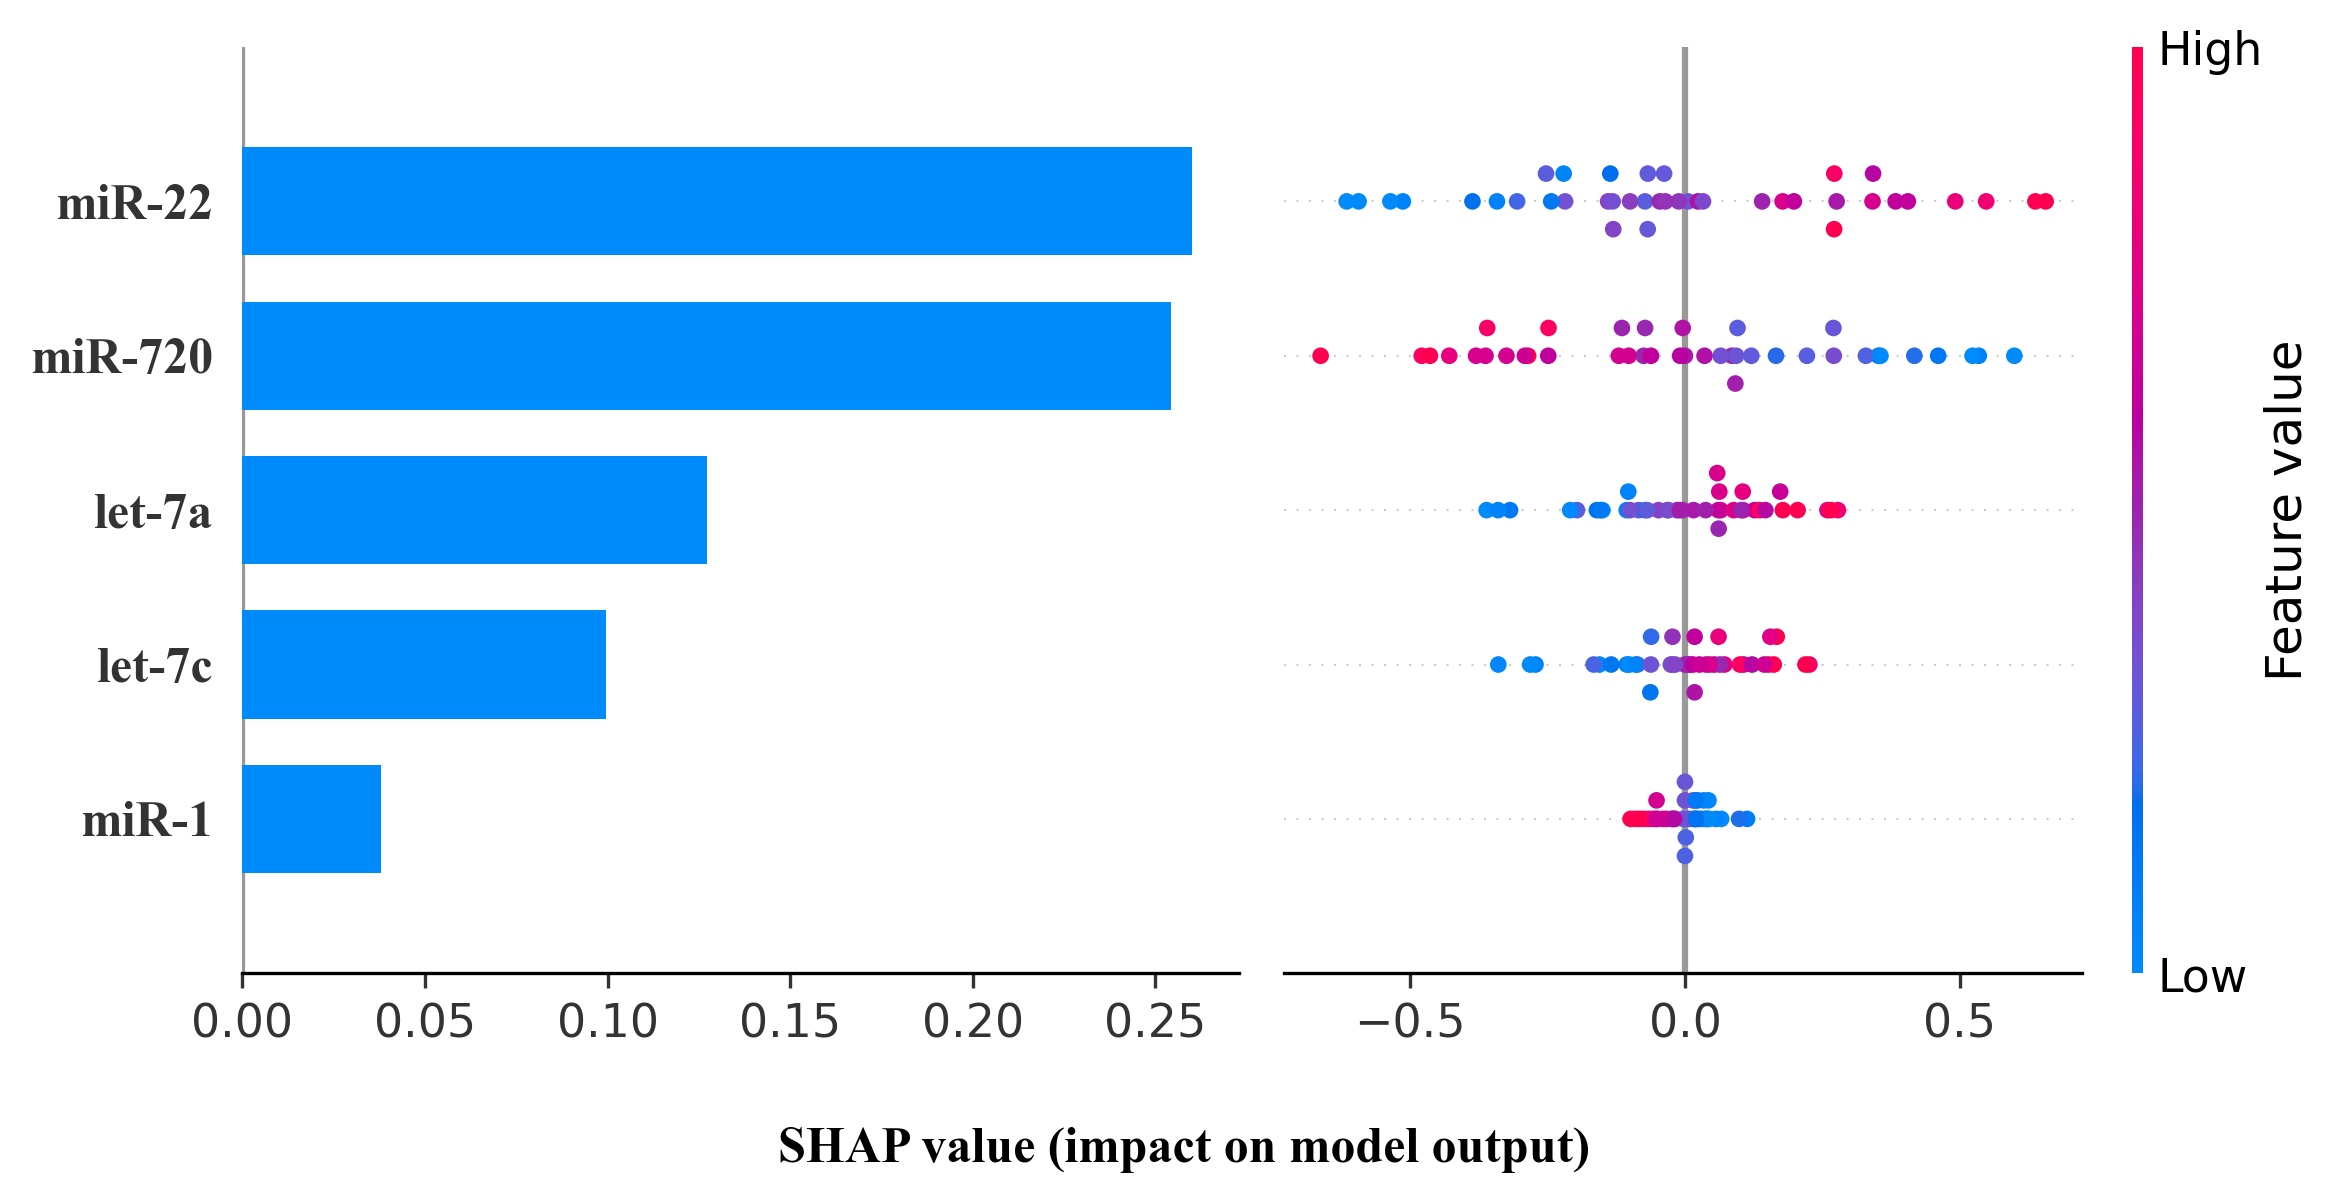 High
miR-22
miR-720
let-7a
let-7c
miR-1
Feature value
Low
0.00 0.05 0.10 0.15 0.20 0.25 −0.5 0.0 0.5
SHAP value (impact on model output)